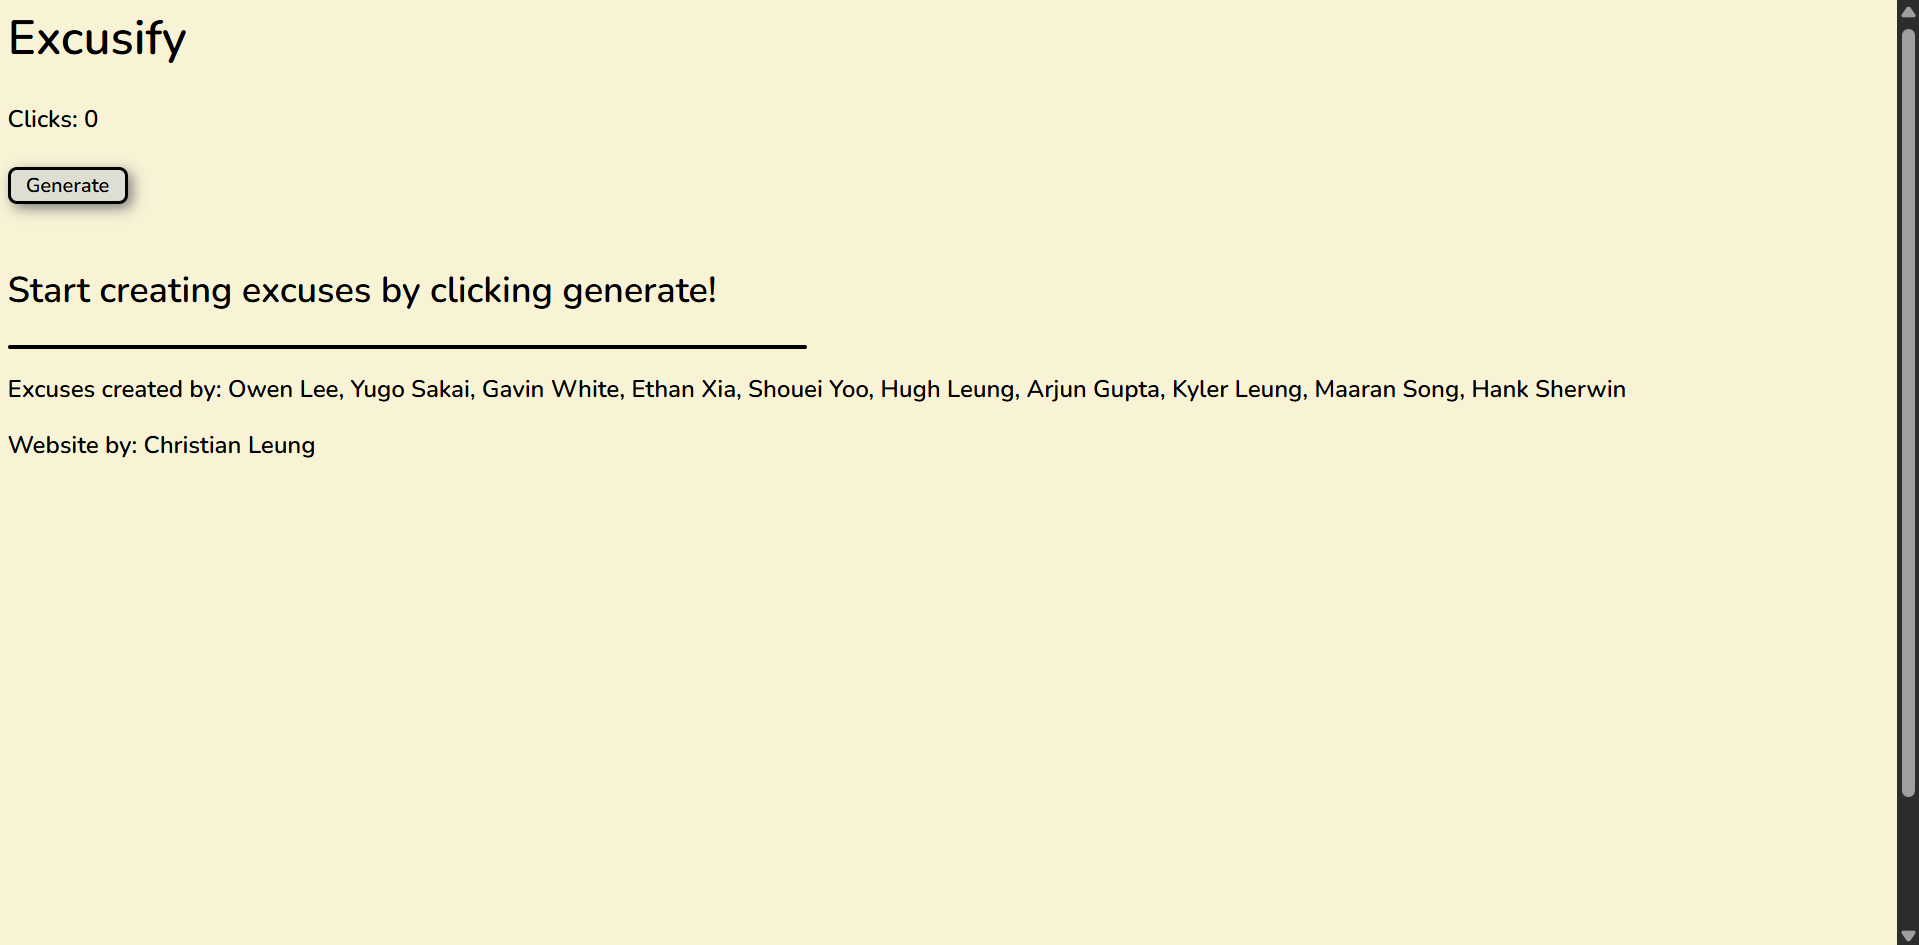 Excusify
Clicks: 0
Generate
Start creating excuses by clicking generate!
Excuses created by: Owen Lee, Yugo Sakai, Gavin White, Ethan Xia, Shouei Yoo, Hugh Leung, Arjun Gupta, Kyler Leung, Maaran Song, Hank Sherwin
Website by: Christian Leung